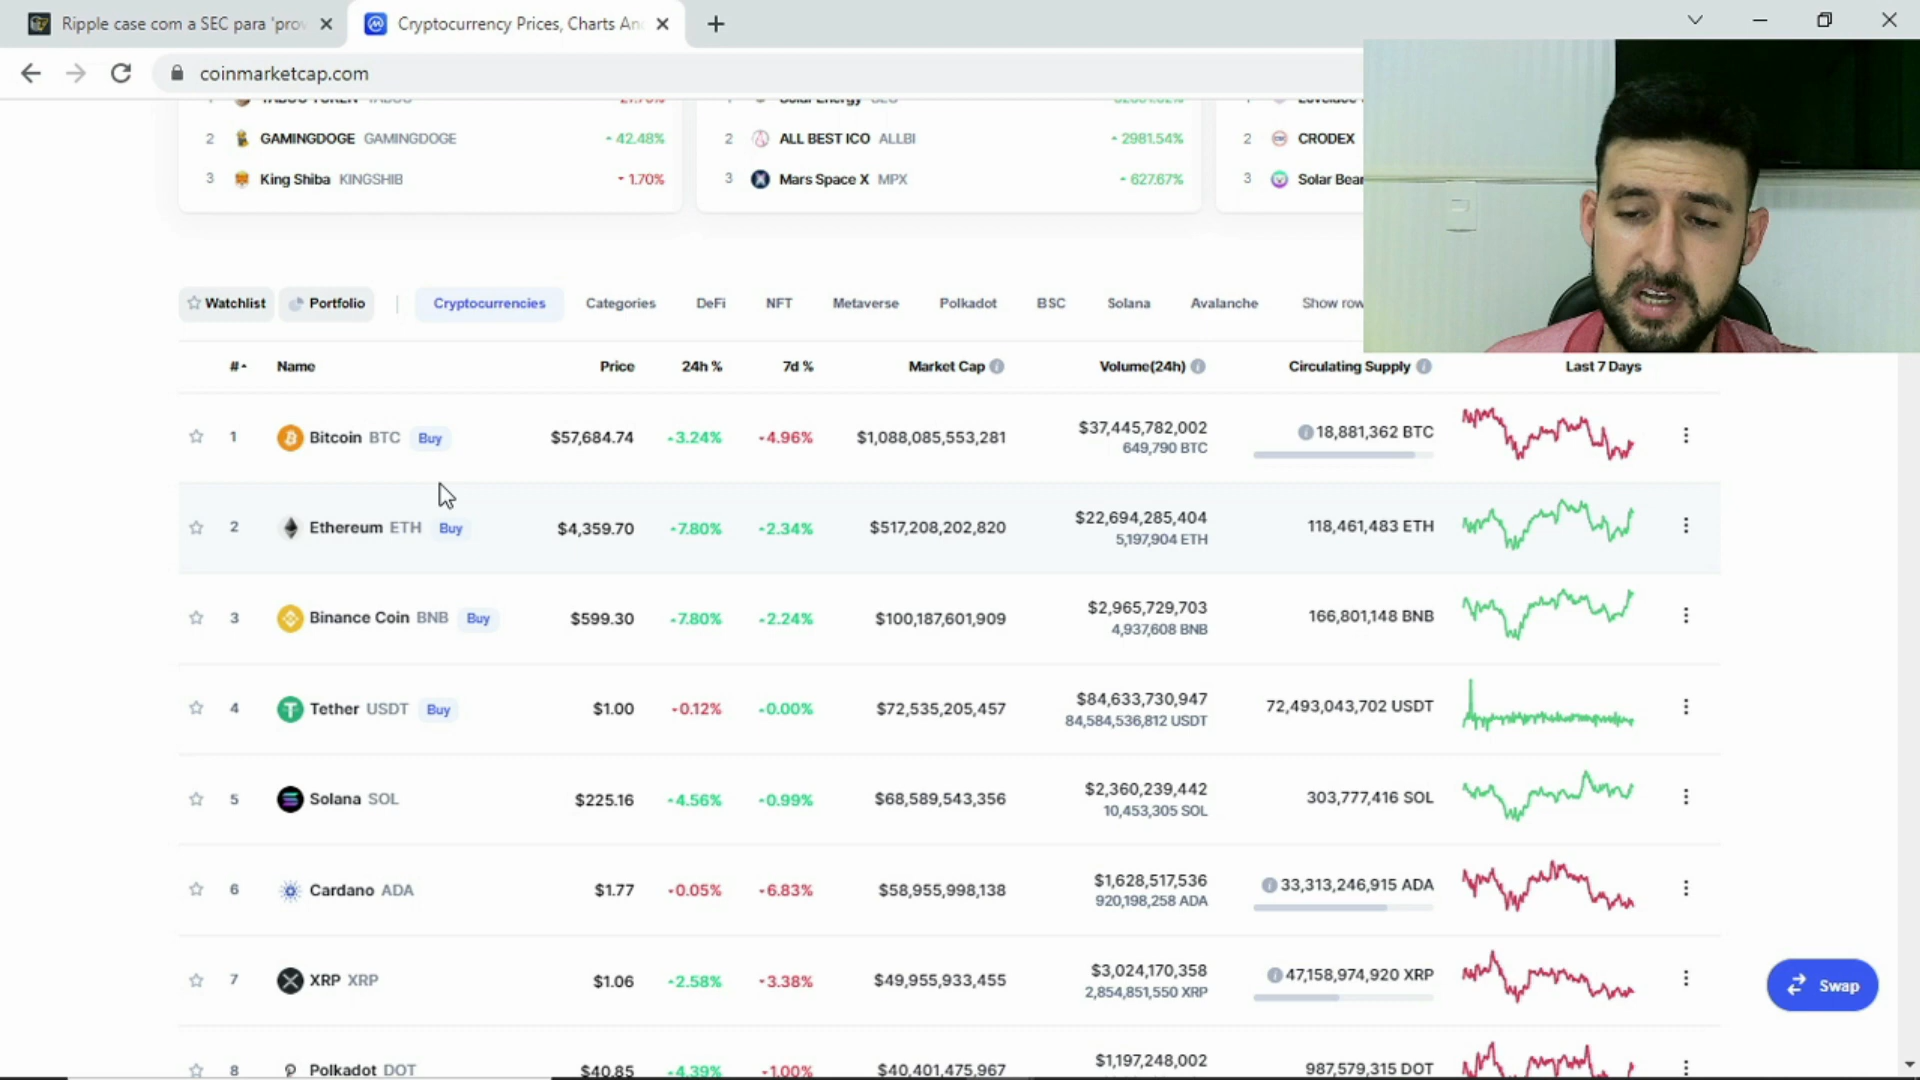 Ripple case com a SEC para 'prov
Cryptocurrency Prices, Charts An
coinmarketcap.com
1 TABOO TOKEN TABOO 21.76%
2 GAMINGDOGE GAMINGDOGE 42.48%
3 King Shiba KINGSHIB 1.70%
1 Solar Energy SEG
2 ALL BEST ICO ALLBI 2981.54%
3 Mars Space X MPX 627.67%
1 Lovelace
2 CRODEX
3 Solar Bear
Watchlist Portfolio Cryptocurrencies Categories DeFi NFT Metaverse Polkadot BSC Solana Avalanche Show row
# Name Price 24h % 7d % Market Cap Volume(24h) Circulating Supply Last 7 Days
1 Bitcoin BTC Buy $57,684.74 3.24% 4.96% $1,088,085,553,281 $37,445,782,002 18,881,362 BTC
649,790 BTC
2 Ethereum ETH Buy $4,359.70 7.80% 2.34% $517,208,202,820 $22,694,285,404 118,461,483 ETH
5,197,904 ETH
3 Binance Coin BNB Buy $599.30 7.80% 2.24% $100,187,601,909 $2,965,729,703 166,801,148 BNB
4,937,608 BNB
4 Tether USDT Buy $1.00 0.12% 0.00% $72,535,205,457 $84,633,730,947 72,493,043,702 USDT
84,584,536,812 USDT
5 Solana SOL $225.16 4.56% 0.99% $68,589,543,356 $2,360,239,442 303,777,416 SOL
10,453,305 SOL
6 Cardano ADA $1.77 0.05% 6.83% $58,955,998,138 $1,628,517,536 33,313,246,915 ADA
920,198,258 ADA
7 XRP XRP $1.06 2.58% 3.38% $49,955,933,455 $3,024,170,358 47,158,974,920 XRP
2,854,851,550 XRP
Swap
8 Polkadot DOT $40.85 4.39% 1.00% $40,401,475,967 $1,197,248,002 987,579,315 DOT